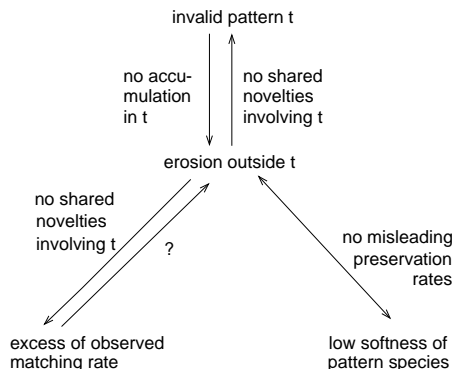 invalid pattern t
no accu-
mulation
in t
no shared
novelties
involving t
erosion outside t
no shared
novelties
involving t
?
no misleading
preservation
rates
excess of observed
matching rate
low softness of
pattern species